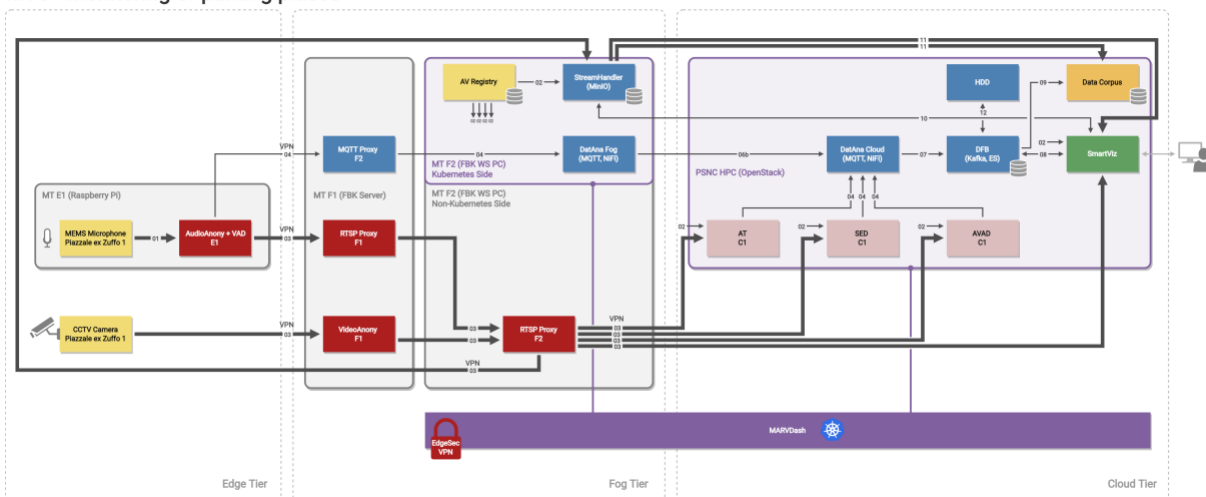 AV Registry
02
02 02 02 02
StreamHandler
(MinIO)
11
11
HDD
12
09
Data Corpus
10
VPN
04
MQTT Proxy
F2
04
DatAna Fog
(MQTT, NiFi)
MT F2 (FBK WS PC)
Kubernetes Side
06b
DatAna Cloud
(MQTT, NiFi)
07
DFB
(Kafka, ES)
02
08
SmartViz
PSNC HPC (OpenStack)
MT E1 (Raspberry Pi)
MT F1 (FBK Server)
MT F2 (FBK WS PC)
Non-Kubernetes Side
04
04
04
MEMS Microphone
Piazzale ex Zuffo 1
01
AudioAnony + VAD
E1
VPN
03
RTSP Proxy
F1
02
AT
C1
02
SED
C1
02
AVAD
C1
CCTV Camera
Piazzale ex Zuffo 1
VPN
03
VideoAnony
F1
03
03
RTSP Proxy
F2
VPN
03
03
03
03
VPN
03
MARVDash
EdgeSec
VPN
Edge Tier
Fog Tier
Cloud Tier